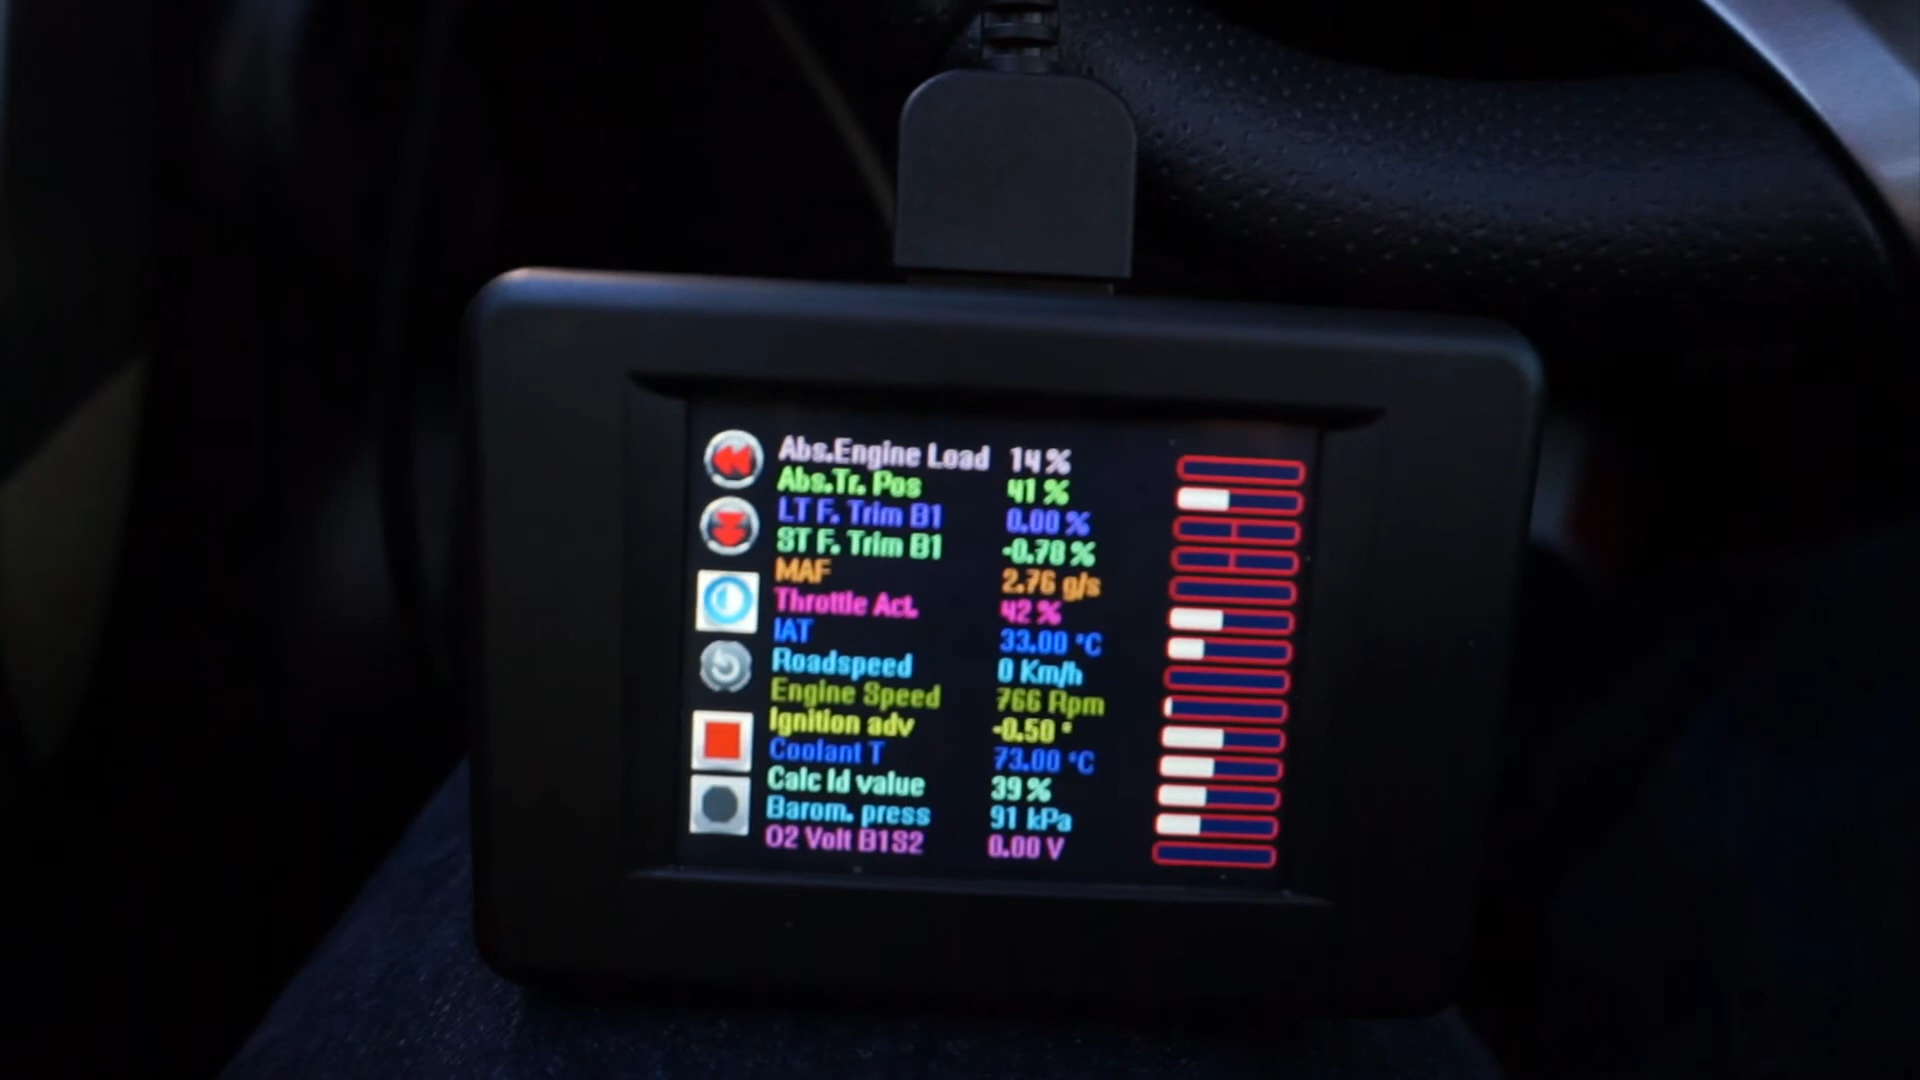 Abs.Engine Load 14 %
Abs.Tr. Pos 41 %
LT F. Trim B1 0.00 %
ST F. Trim B1 -0.78 %
MAF 2.76 g/s
Throttle Act. 42 %
IAT 33.00 °C
Roadspeed 0 Km/h
Engine Speed 766 Rpm
Ignition adv -0.50 °
Coolant T 73.00 °C
Calc ld value 39 %
Barom. press 91 kPa
O2 Volt B1S2 0.00 V